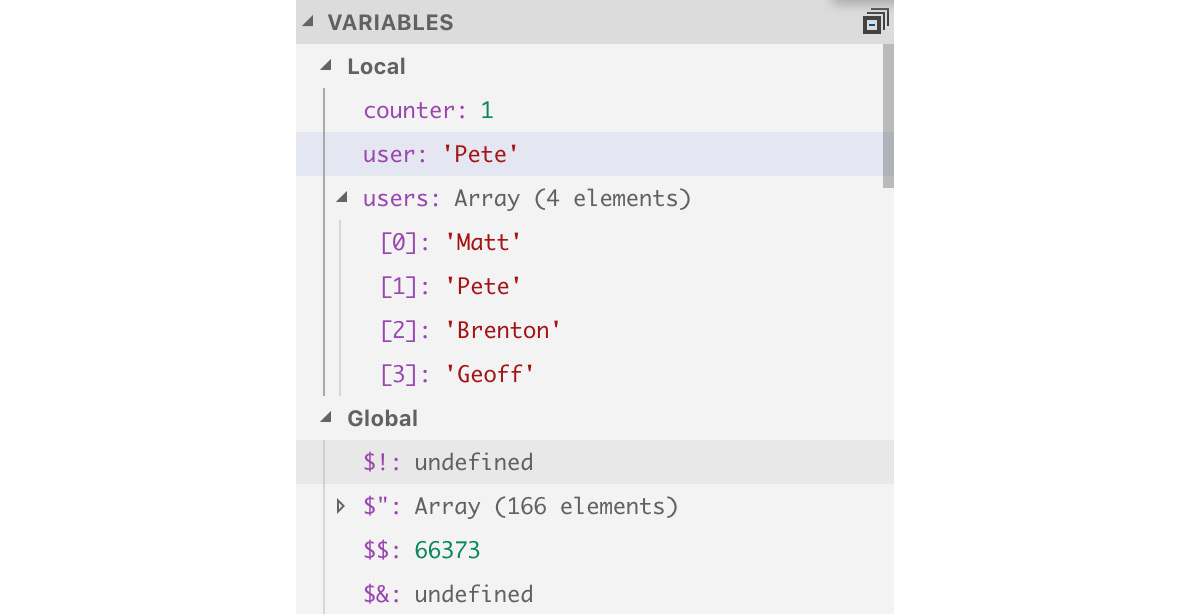 VARIABLES
Local
counter: 1
user: 'Pete'
users: Array (4 elements)
[0]: 'Matt'
[1]: 'Pete'
[2]: 'Brenton'
[3]: 'Geoff'
Global
$!: undefined
$": Array (166 elements)
$$: 66373
$&: undefined